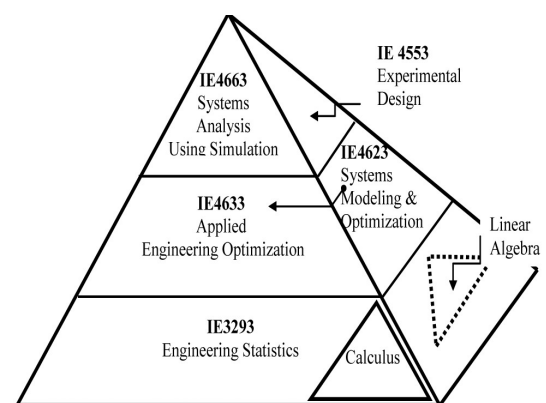 IE4663
Systems
Analysis
Using Simulation
IE 4553
Experimental
Design
IE4623
Systems
Modeling &
Optimization
IE4633
Applied
Engineering Optimization
Linear
Algebra
IE3293
Engineering Statistics
Calculus